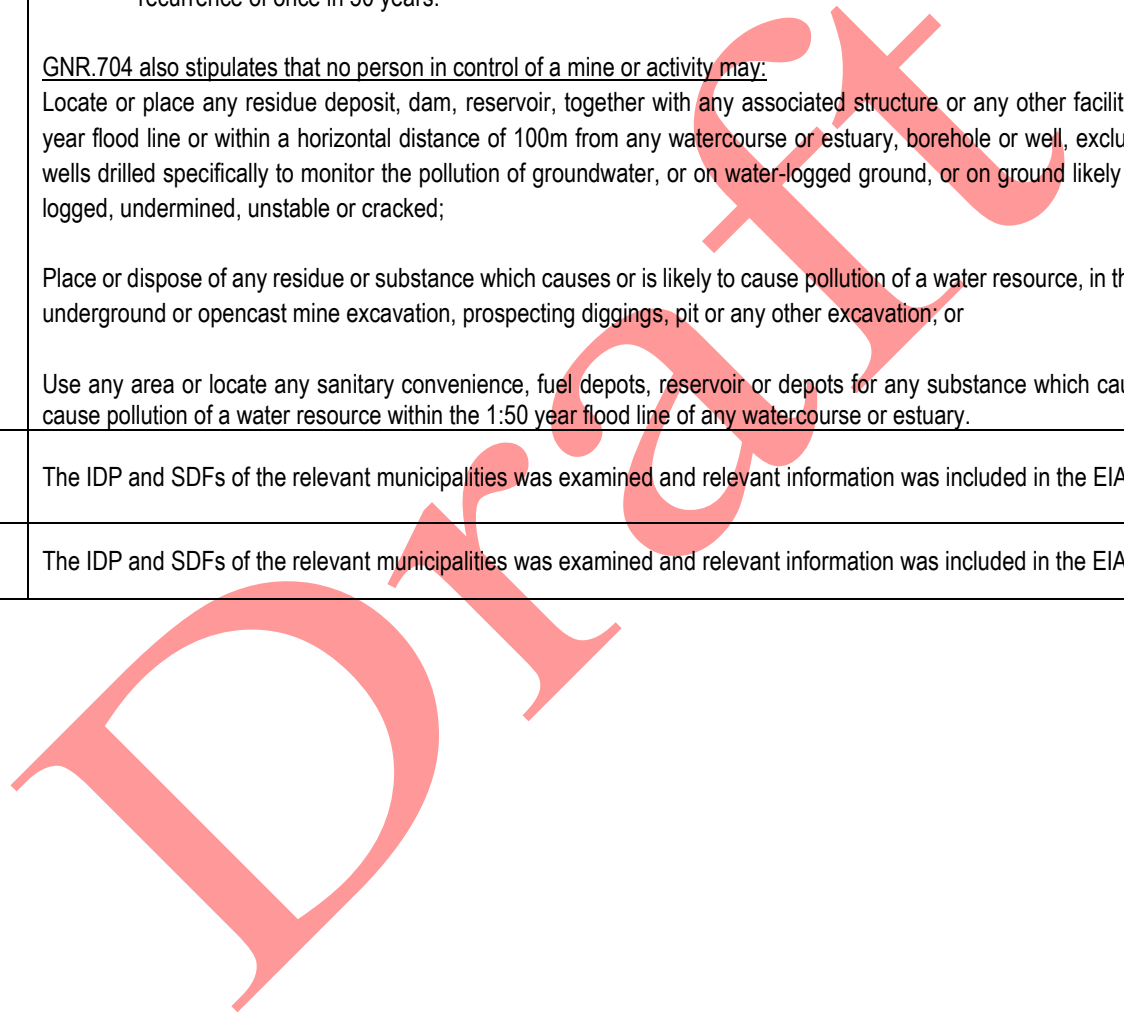 recurrence of once in 50 years.
GNR.704 also stipulates that no person in control of a mine or activity may:
Locate or place any residue deposit, dam, reservoir, together with any associated structure or any other facilit
year flood line or within a horizontal distance of 100m from any watercourse or estuary, borehole or well, exclu
wells drilled specifically to monitor the pollution of groundwater, or on water-logged ground, or on ground likely
logged, undermined, unstable or cracked;
Place or dispose of any residue or substance which causes or is likely to cause pollution of a water resource, in th
underground or opencast mine excavation, prospecting diggings, pit or any other excavation; or
Use any area or locate any sanitary convenience, fuel depots, reservoir or depots for any substance which cau
cause pollution of a water resource within the 1:50 year flood line of any watercourse or estuary.
The IDP and SDFs of the relevant municipalities was examined and relevant information was included in the EIA
The IDP and SDFs of the relevant municipalities was examined and relevant information was included in the EIA
Draft